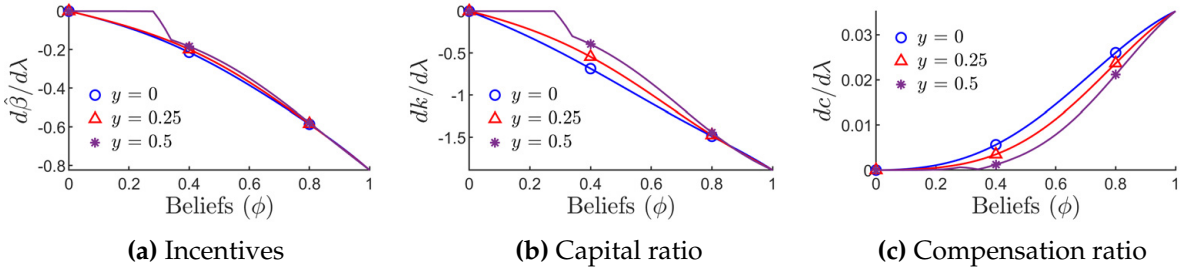 0
-0.2
-0.4
-0.6
-0.8
dβ̂/dλ
y = 0
y = 0.25
y = 0.5
0 0.2 0.4 0.6 0.8 1
Beliefs (ϕ)
(a) Incentives
0
-0.5
-1
-1.5
dk/dλ
y = 0
y = 0.25
y = 0.5
0 0.2 0.4 0.6 0.8 1
Beliefs (ϕ)
(b) Capital ratio
0.03
0.02
0.01
0
dc/dλ
y = 0
y = 0.25
y = 0.5
0 0.2 0.4 0.6 0.8 1
Beliefs (ϕ)
(c) Compensation ratio